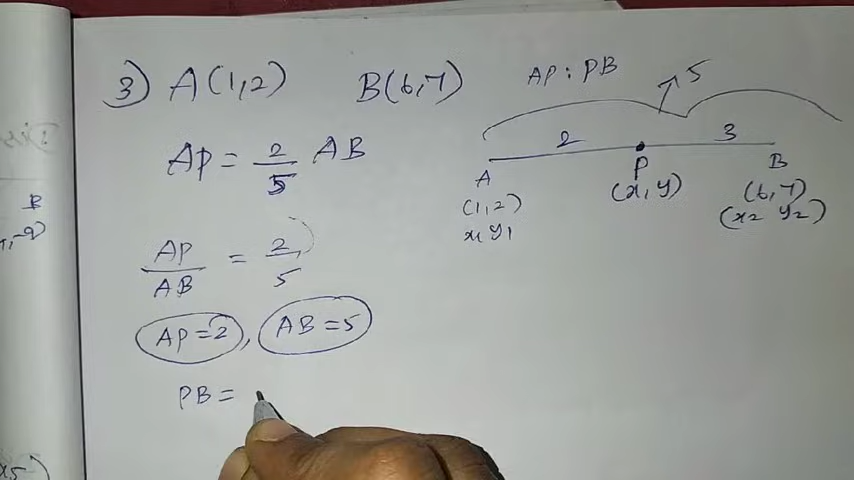 3) A(1,2) B(6,7) AP : PB
5
AP = 2/5 AB
2 3
A P B
(1,2) (x,y) (6,7)
x1 y1 (x2 y2)
AP/AB = 2/5
AP=2, AB=5
PB=
B